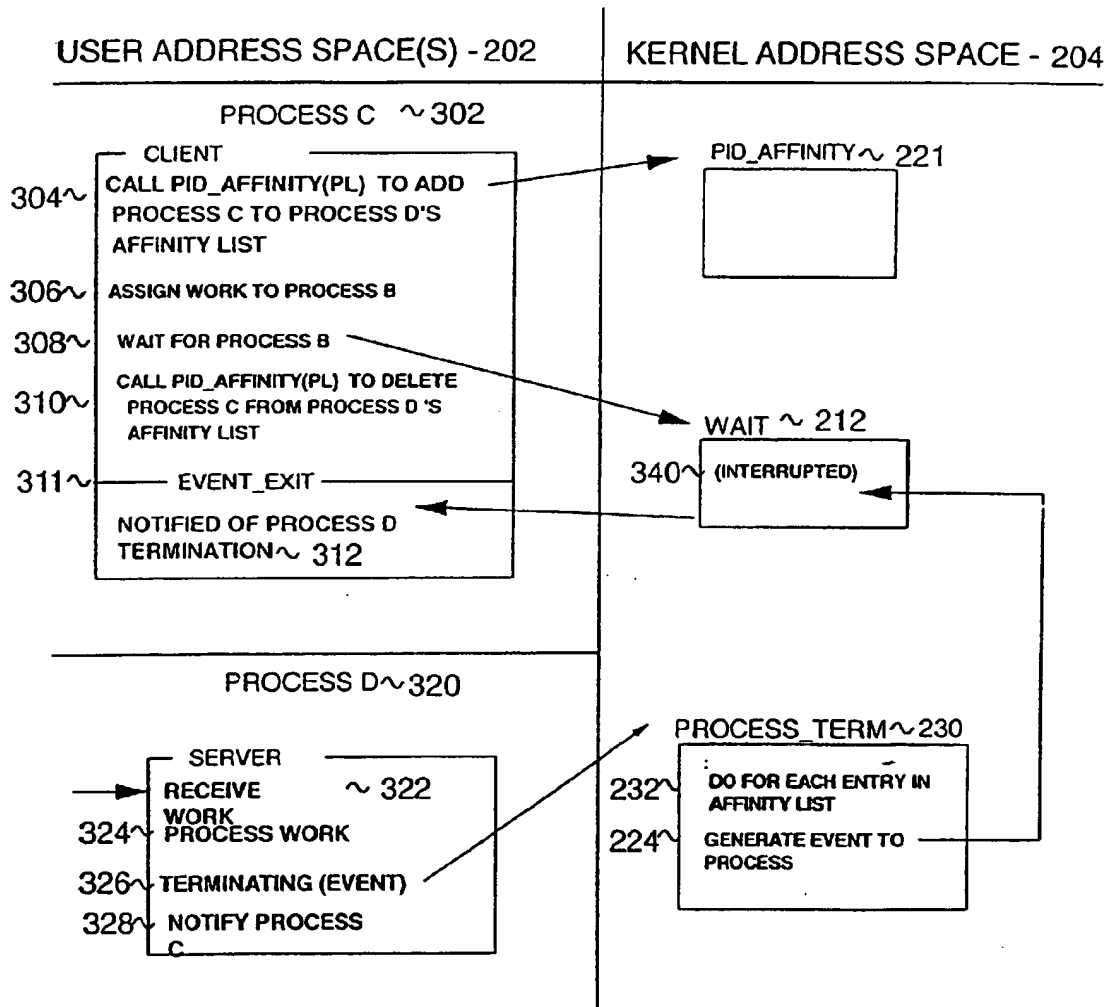 USER ADDRESS SPACE(S) - 202
KERNEL ADDRESS SPACE - 204
PROCESS C ~ 302
CLIENT
304~ CALL PID_AFFINITY(PL) TO ADD
PROCESS C TO PROCESS D'S
AFFINITY LIST
306~ ASSIGN WORK TO PROCESS B
308~ WAIT FOR PROCESS B
310~ CALL PID_AFFINITY(PL) TO DELETE
PROCESS C FROM PROCESS D 'S
AFFINITY LIST
311~ EVENT_EXIT
NOTIFIED OF PROCESS D
TERMINATION~ 312
PID_AFFINITY~ 221
WAIT ~ 212
340~ (INTERRUPTED)
PROCESS D~320
SERVER
RECEIVE ~ 322
WORK
324~ PROCESS WORK
326~ TERMINATING (EVENT)
328~ NOTIFY PROCESS
C
PROCESS_TERM~230
232~ DO FOR EACH ENTRY IN
AFFINITY LIST
224~ GENERATE EVENT TO
PROCESS